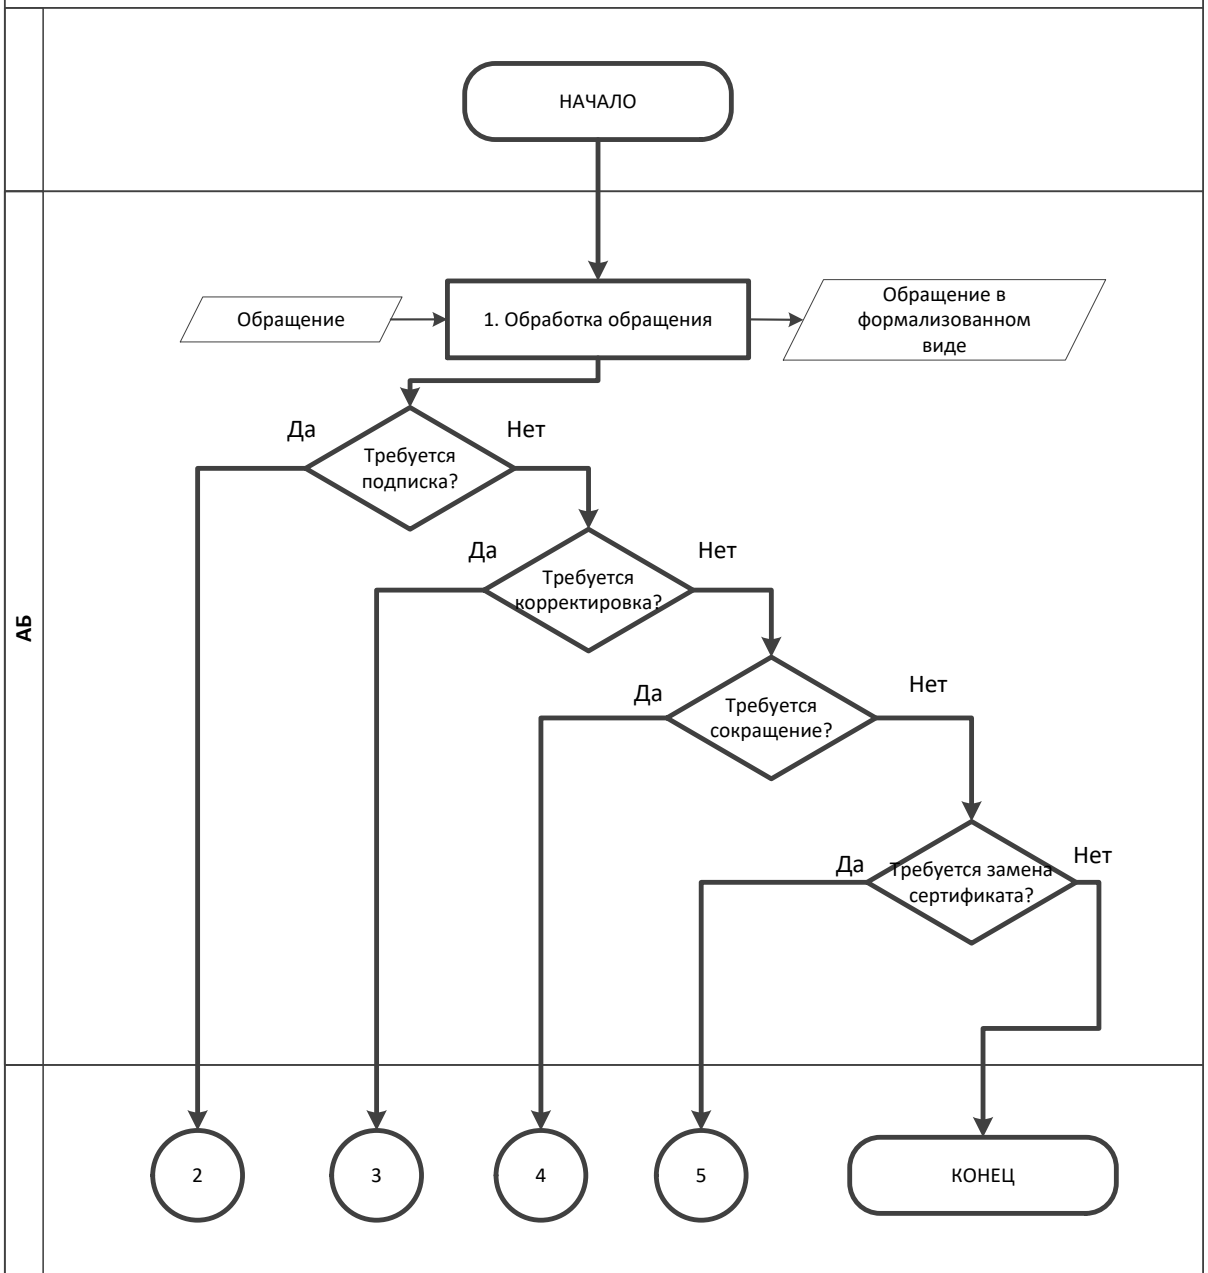 НАЧАЛО
Обращение
1. Обработка обращения
Обращение в
формализованном
виде
Да
Нет
Требуется
подписка?
Да
Нет
Требуется
корректировка?
Да
Нет
Требуется
сокращение?
Да
Нет
Требуется замена
сертификата?
АБ
2
3
4
5
КОНЕЦ